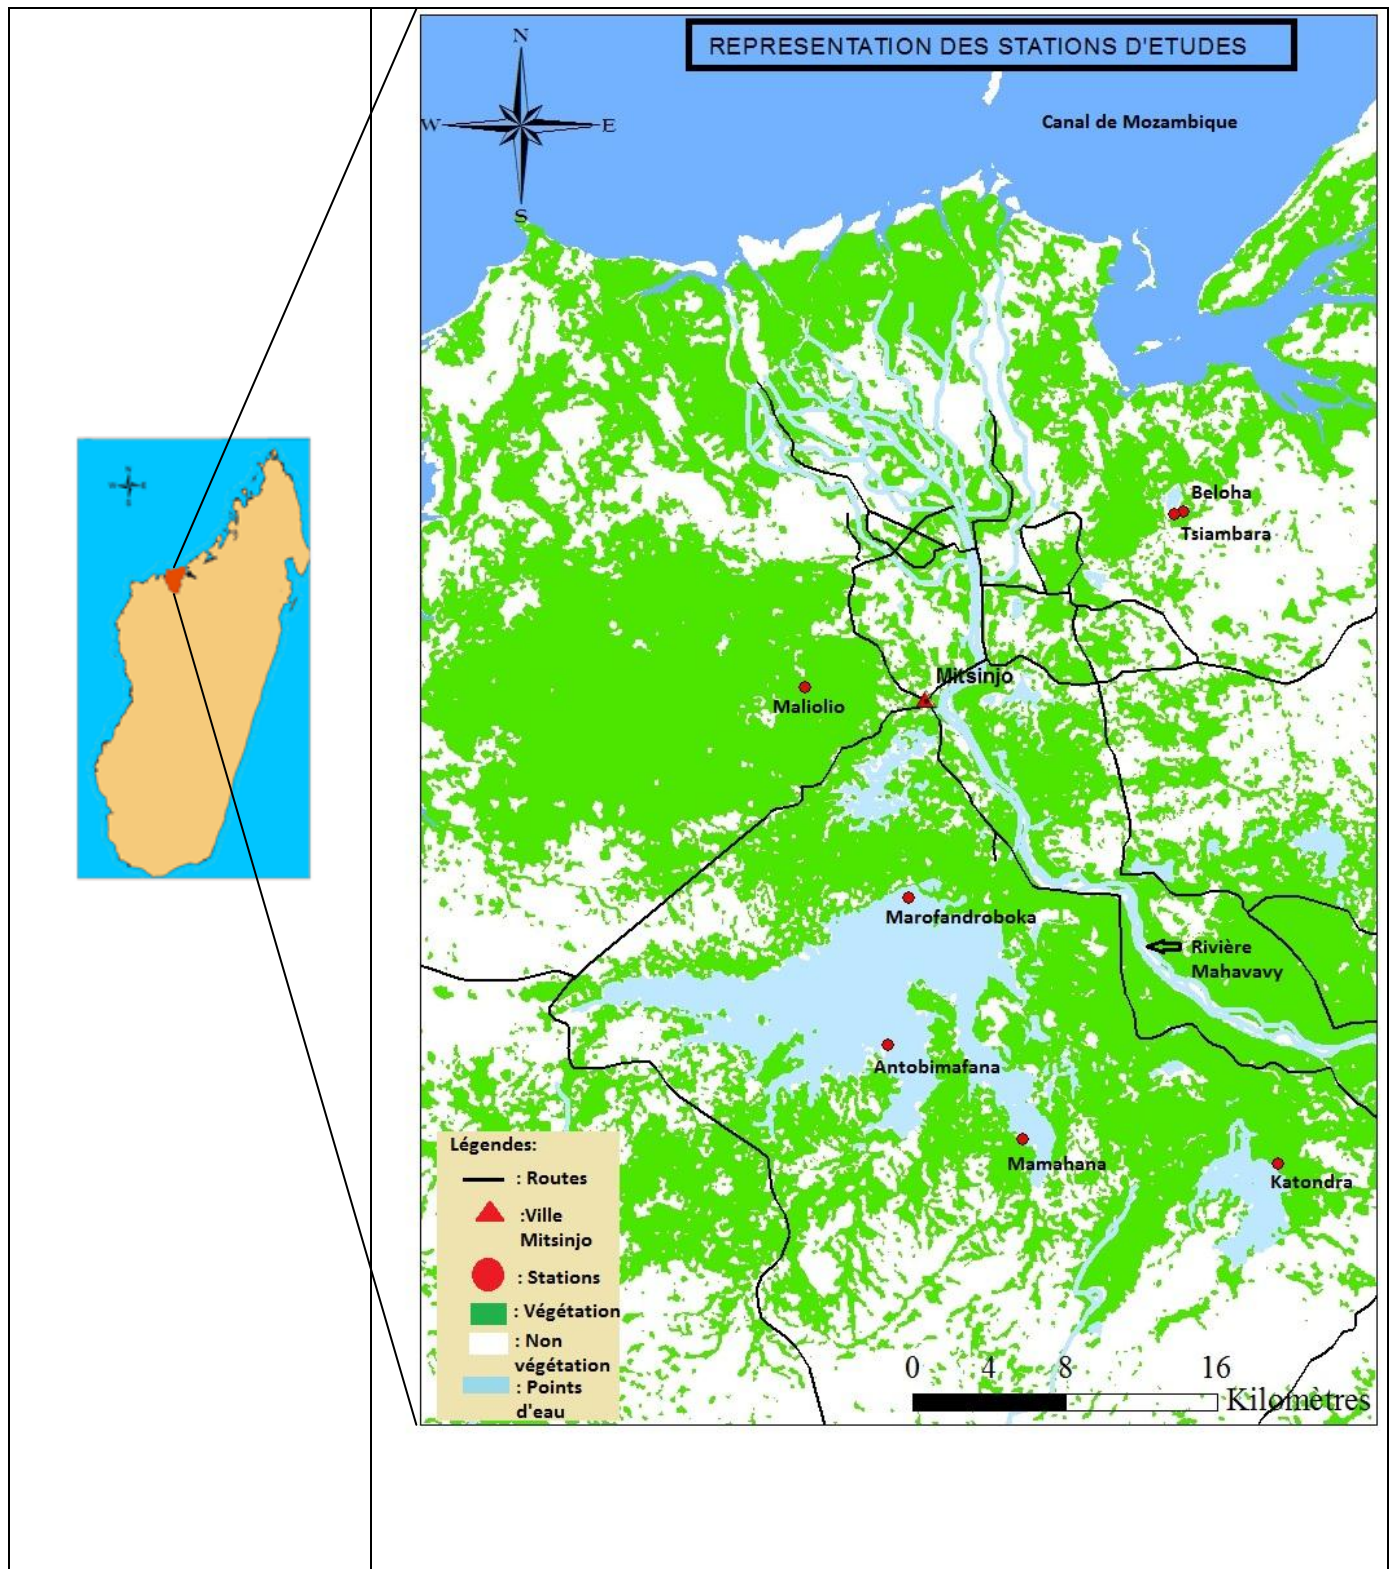 REPRESENTATION DES STATIONS D'ETUDES
N
W
E
S
Canal de Mozambique
Beloha
Tsiambara
Mitsinjo
Maliolio
Marofandroboka
Rivière
Mahavavy
Antobimafana
Mamahana
Katondra
Légendes:
: Routes
:Ville
Mitsinjo
: Stations
: Végétation
: Non
végétation
: Points
d'eau
0 4 8 16
Kilomètres